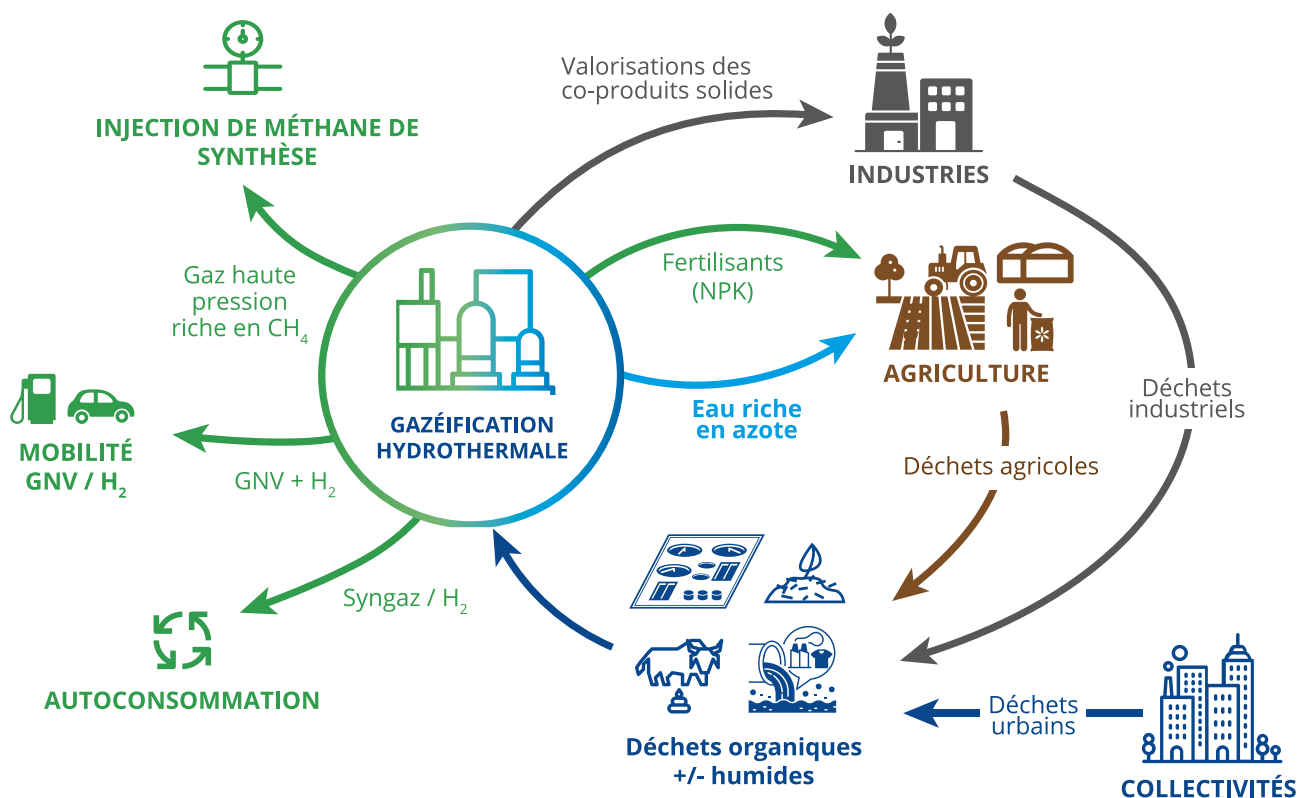 Valorisations des
co-produits solides
INJECTION DE MÉTHANE DE
SYNTHÈSE
INDUSTRIES
Gaz haute
pression
riche en CH₄
Fertilisants
(NPK)
AGRICULTURE
Eau riche
en azote
Déchets
industriels
GAZÉIFICATION
HYDROTHERMALE
MOBILITÉ
GNV / H₂
GNV + H₂
Déchets agricoles
Syngaz / H₂
AUTOCONSOMMATION
Déchets organiques
+/- humides
Déchets
urbains
COLLECTIVITÉS